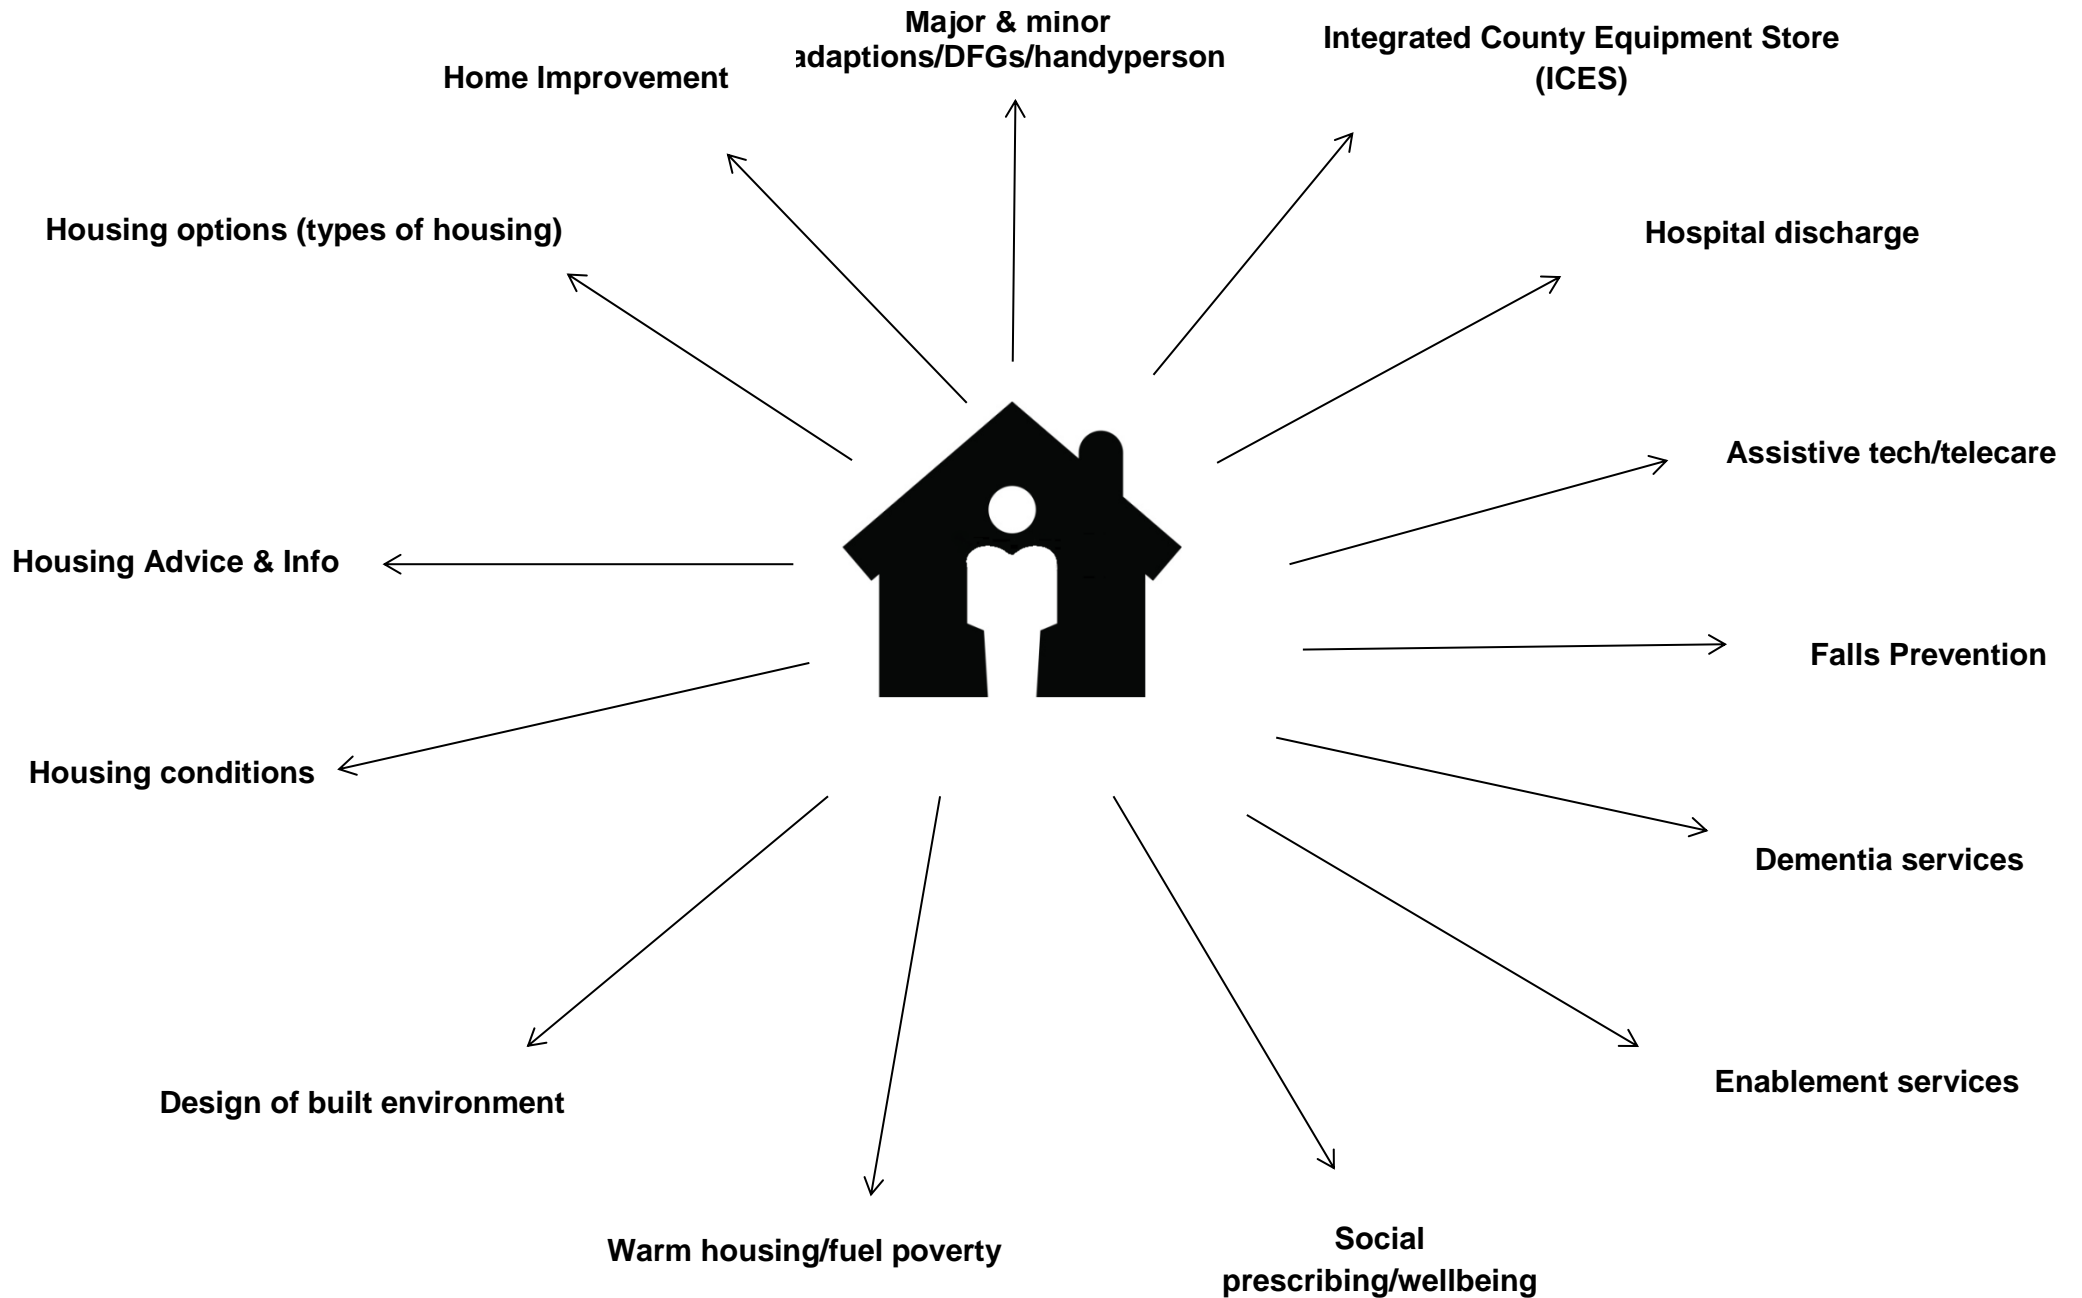 Major & minor
adaptions/DFGs/handyperson
Integrated County Equipment Store
(ICES)
Home Improvement
Housing options (types of housing)
Hospital discharge
Assistive tech/telecare
Housing Advice & Info
Falls Prevention
Housing conditions
Dementia services
Enablement services
Design of built environment
Warm housing/fuel poverty
Social
prescribing/wellbeing